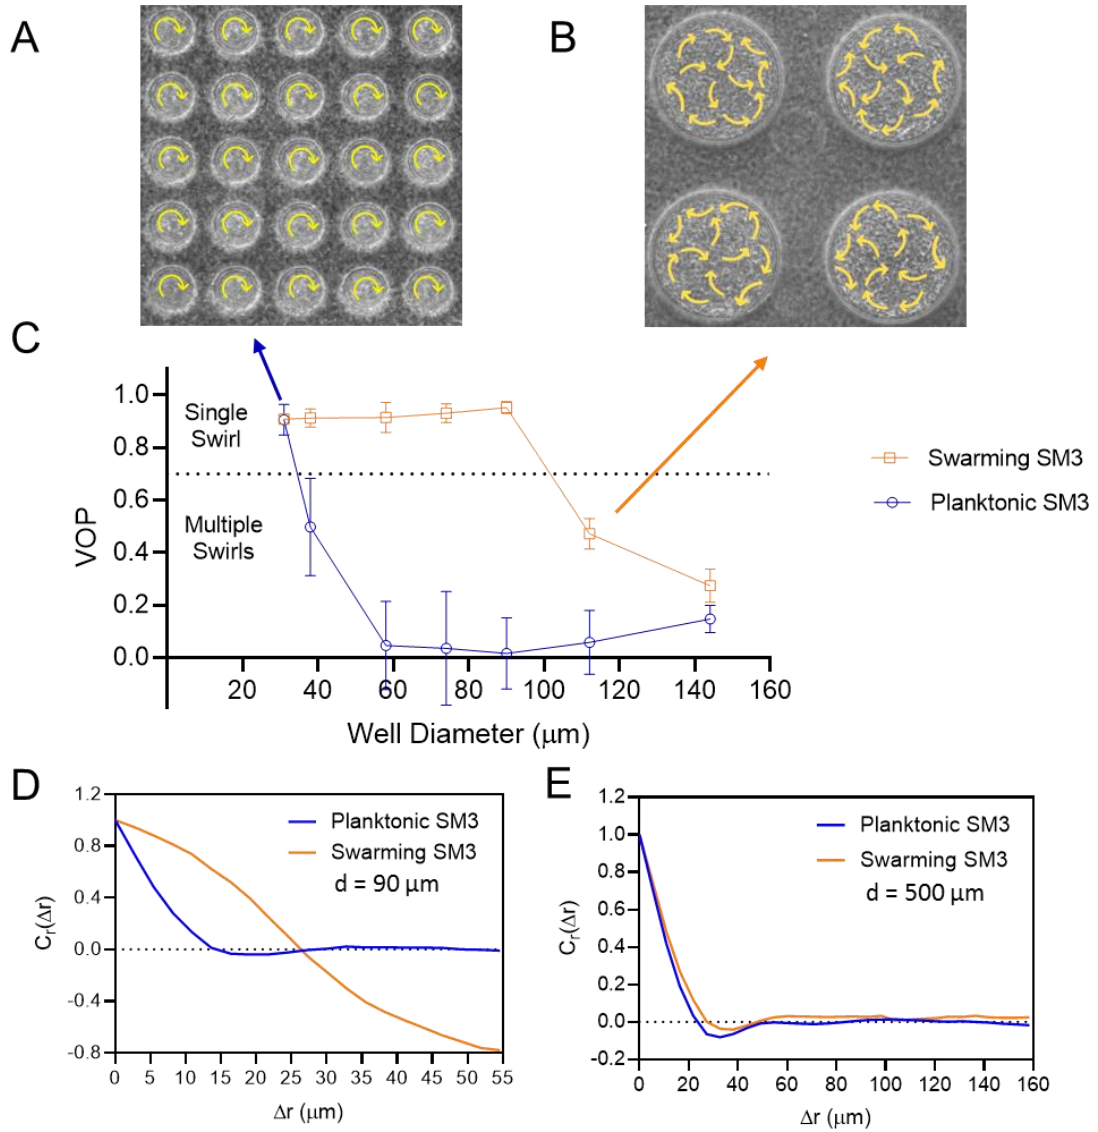 A
B
C
1.0
0.8
0.6
0.4
0.2
0.0
VOP
Single
Swirl
Multiple
Swirls
20 40 60 80 100 120 140 160
Well Diameter (μm)
Swarming SM3
Planktonic SM3
D
1.2
0.8
0.4
0.0
-0.4
-0.8
Cr(Δr)
Planktonic SM3
Swarming SM3
d = 90 μm
0 5 10 15 20 25 30 35 40 45 50 55
Δr (μm)
E
1.2
1.0
0.8
0.6
0.4
0.2
0.0
-0.2
Cr(Δr)
Planktonic SM3
Swarming SM3
d = 500 μm
0 20 40 60 80 100 120 140 160
Δr (μm)